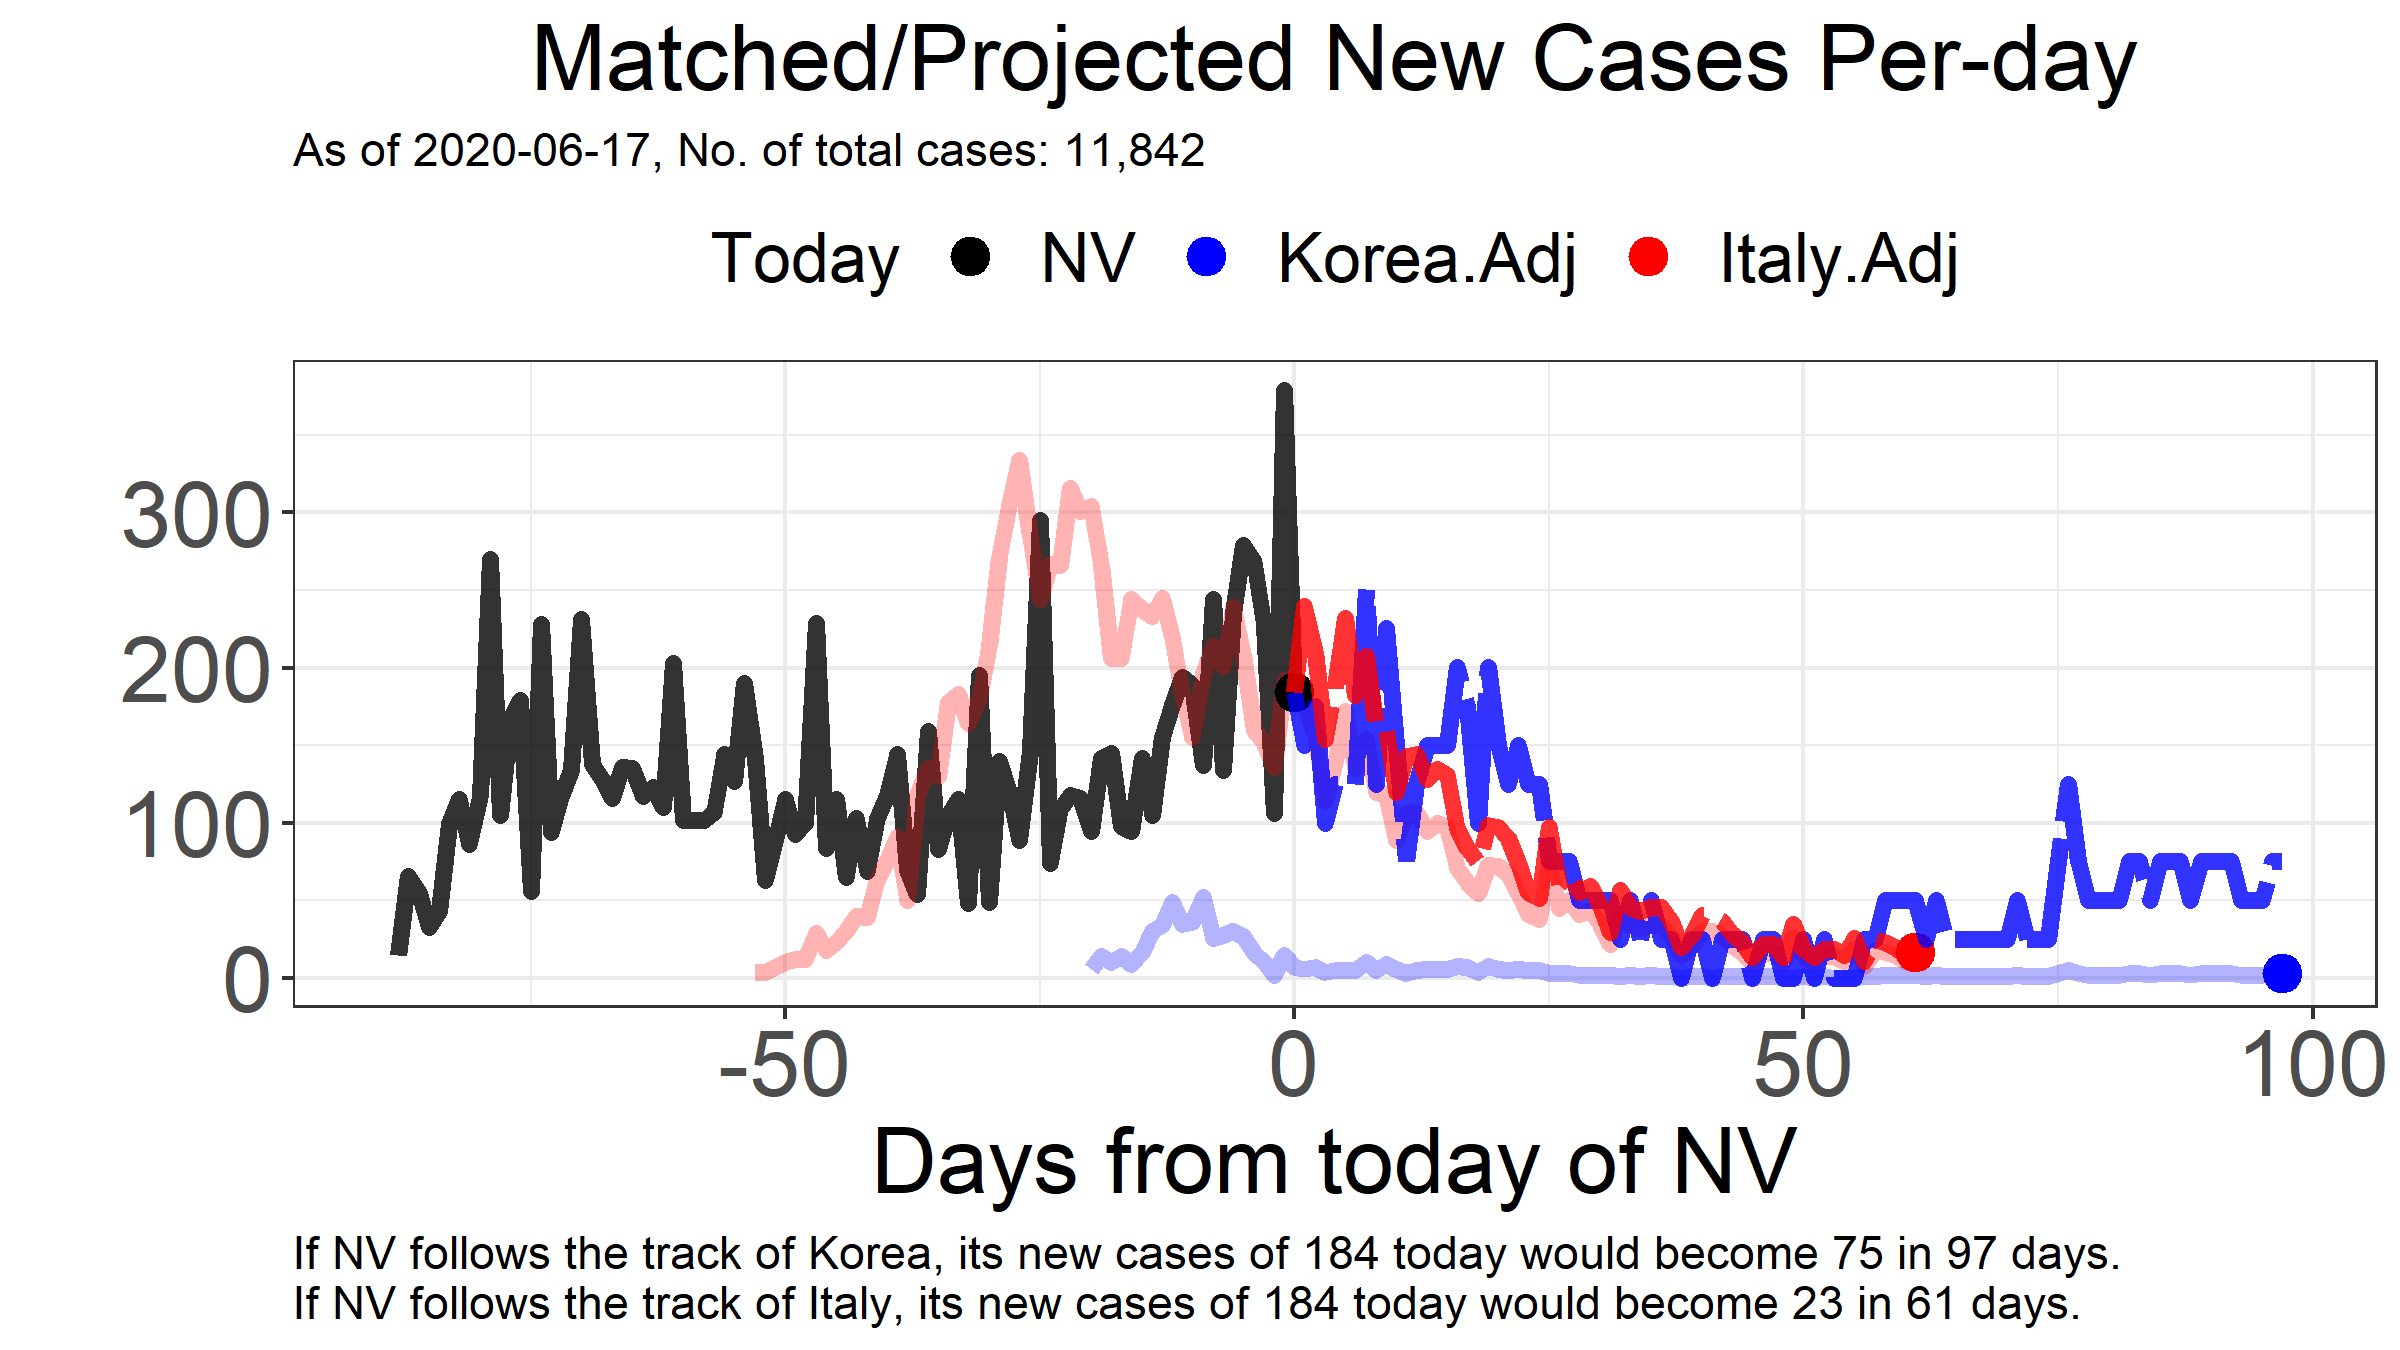 Matched/Projected New Cases Per-day
As of 2020-06-17, No. of total cases: 11,842
Today NV Korea.Adj Italy.Adj
300
200
100
0
-50 0 50 100
Days from today of NV
If NV follows the track of Korea, its new cases of 184 today would become 75 in 97 days.
If NV follows the track of Italy, its new cases of 184 today would become 23 in 61 days.